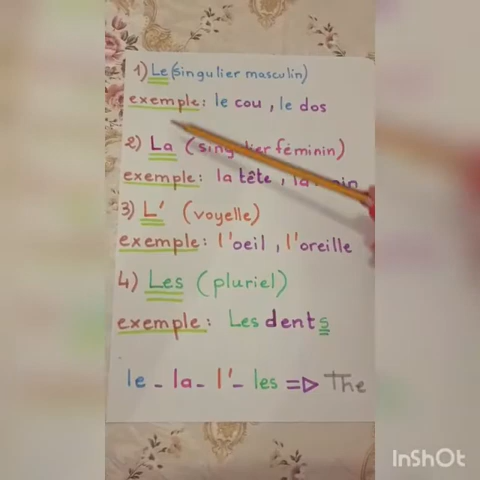 1) Le (singulier masculin)
exemple: le cou, le dos
2) La (singulier féminin)
exemple: la tête, la
3) L' (voyelle)
exemple: l'oeil, l'oreille
4) Les (pluriel)
exemple: Les dents
le - la - l' - les => The
InShOt